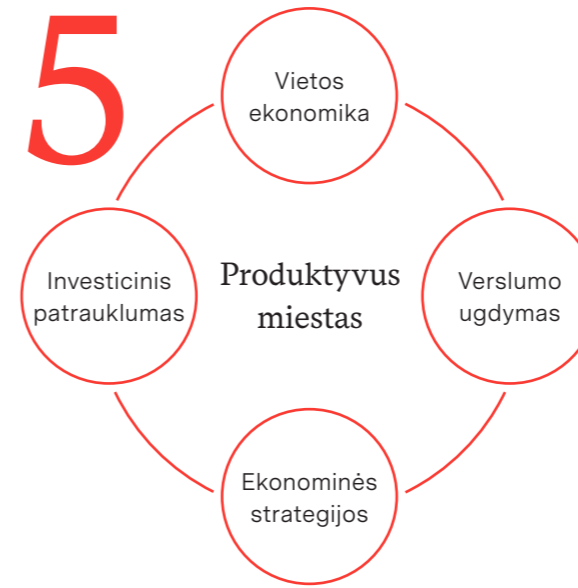 5
Vietos
ekonomika
Investicinis
patrauklumas
Produktyvus
miestas
Verslumo
ugdymas
Ekonominės
strategijos